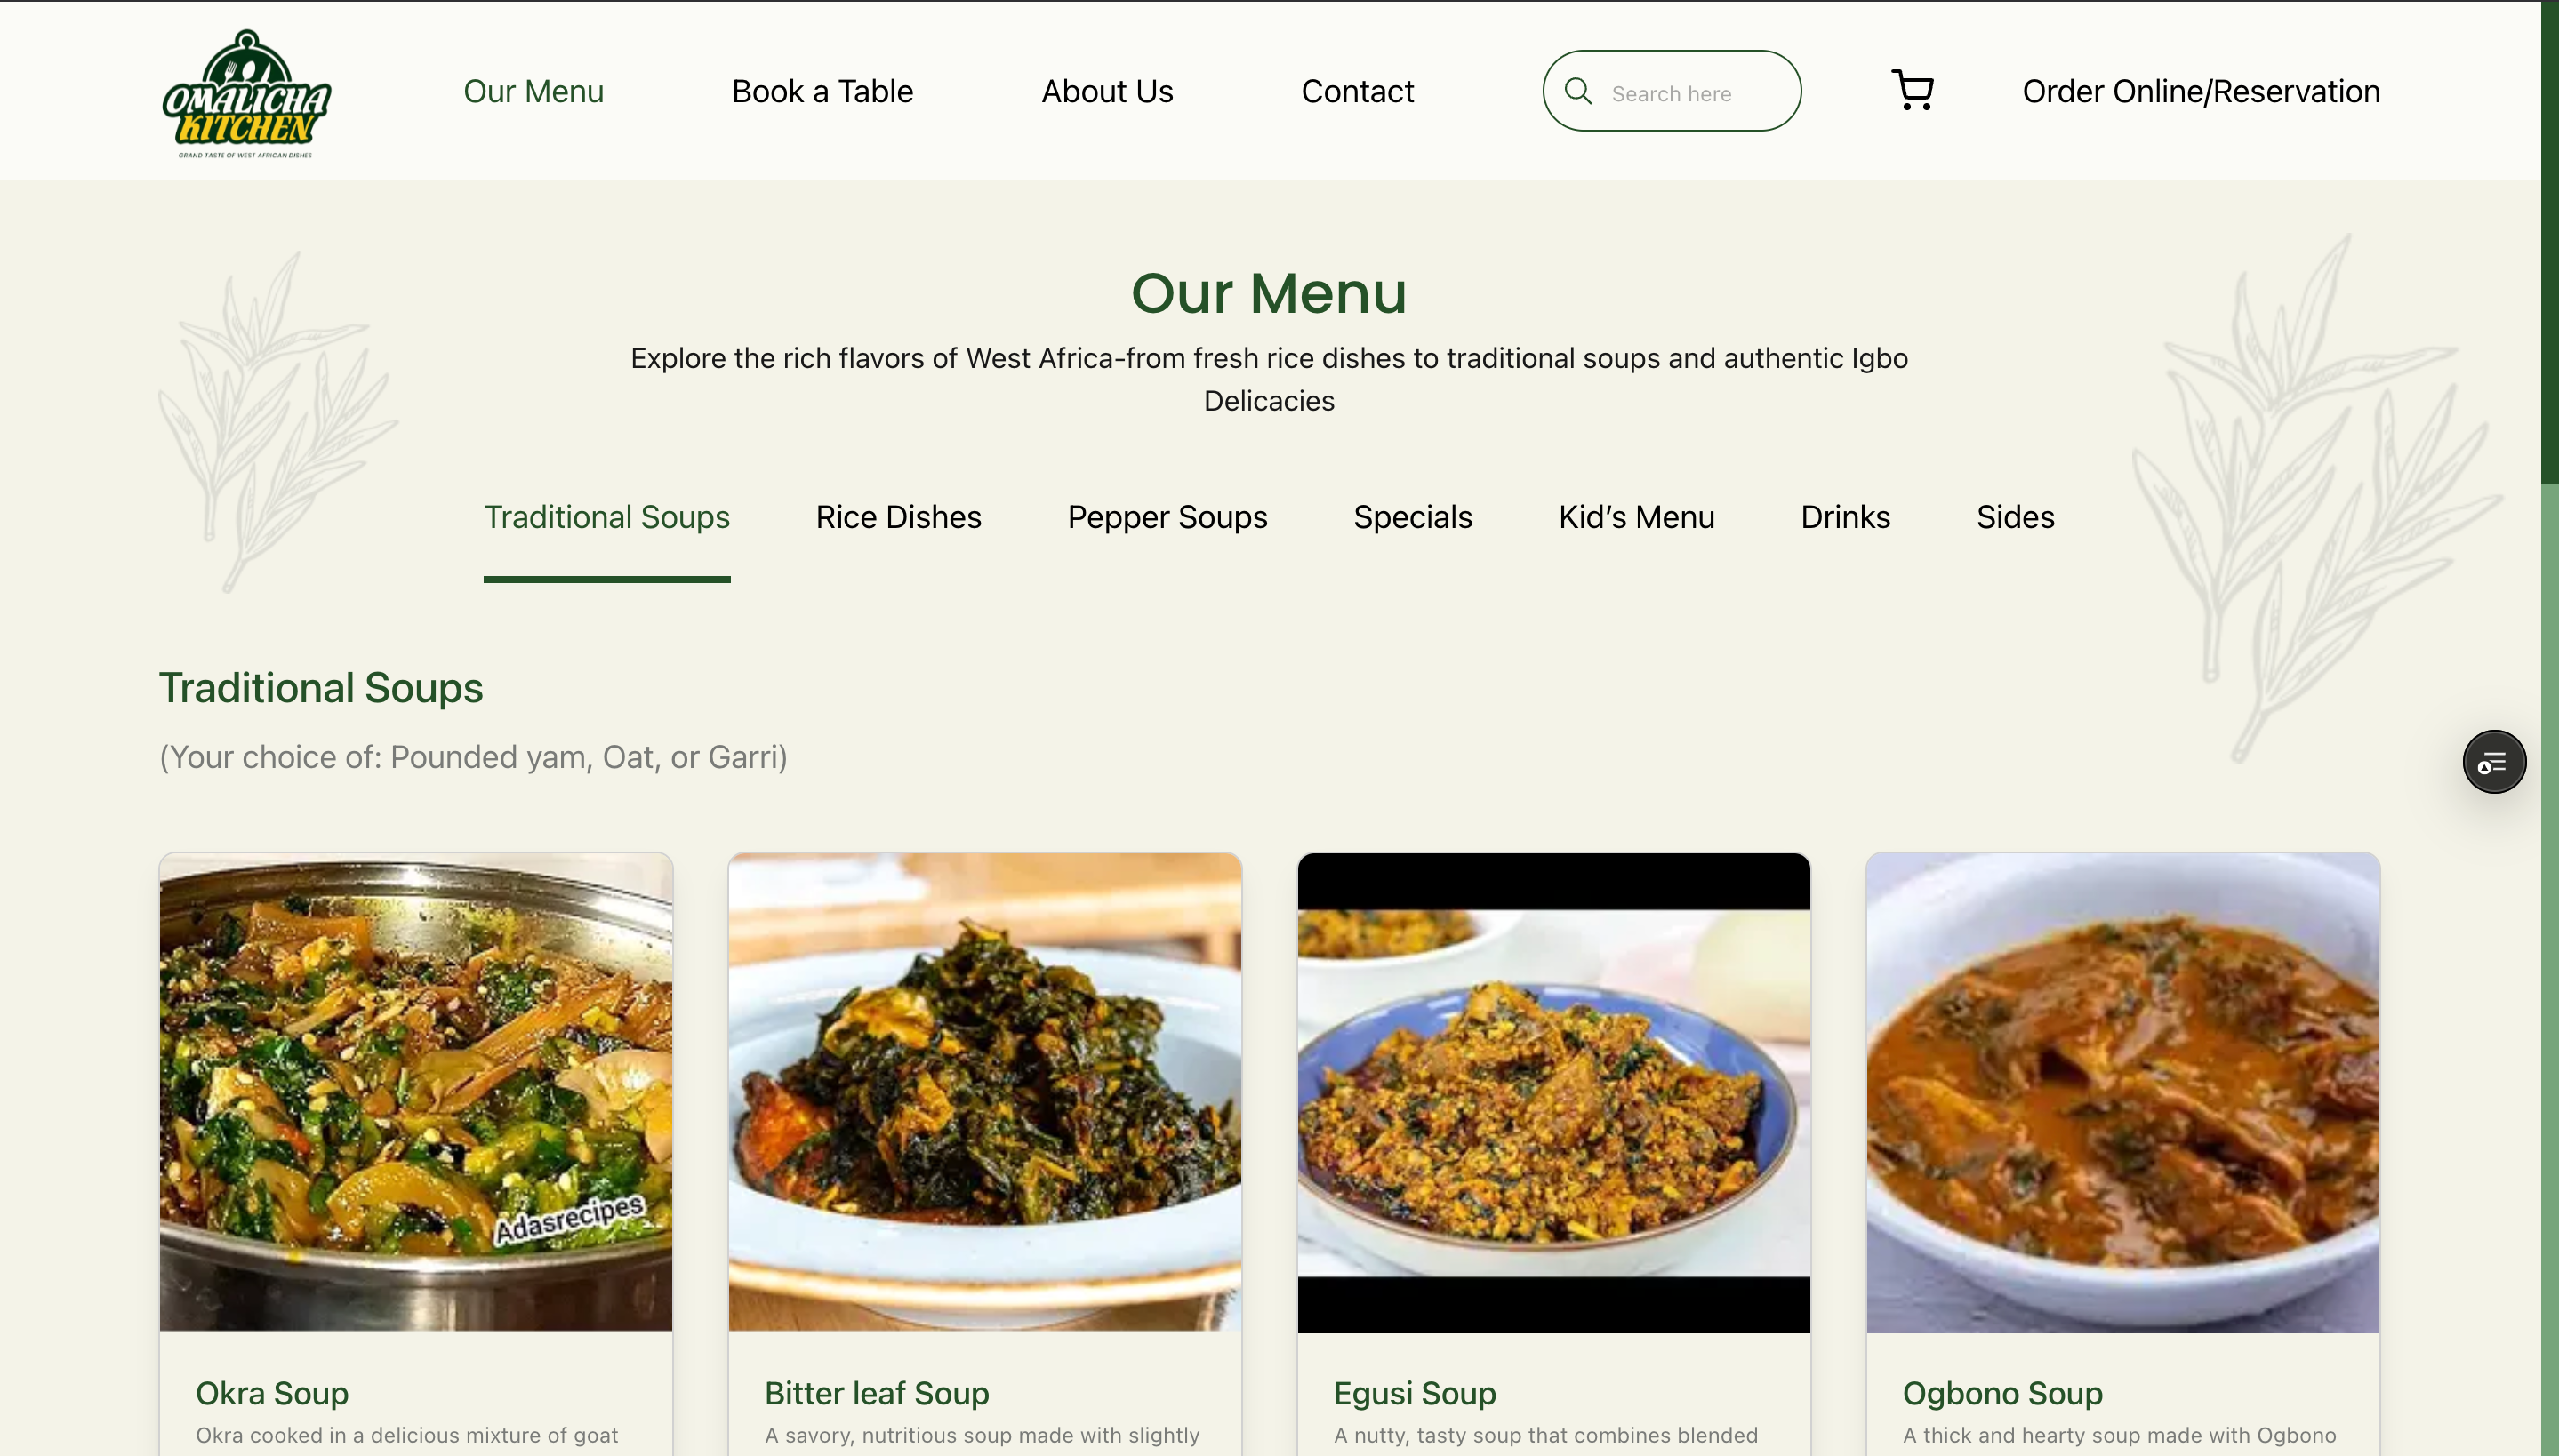 OMALICHA
KITCHEN
GRAND TASTE OF WEST AFRICAN DISHES
Our Menu
Book a Table
About Us
Contact
Search here
Order Online/Reservation
Our Menu
Explore the rich flavors of West Africa-from fresh rice dishes to traditional soups and authentic Igbo
Delicacies
Traditional Soups
Rice Dishes
Pepper Soups
Specials
Kid’s Menu
Drinks
Sides
Traditional Soups
(Your choice of: Pounded yam, Oat, or Garri)
Adasrecipes
Okra Soup
Okra cooked in a delicious mixture of goat
Bitter leaf Soup
A savory, nutritious soup made with slightly
Egusi Soup
A nutty, tasty soup that combines blended
Ogbono Soup
A thick and hearty soup made with Ogbono